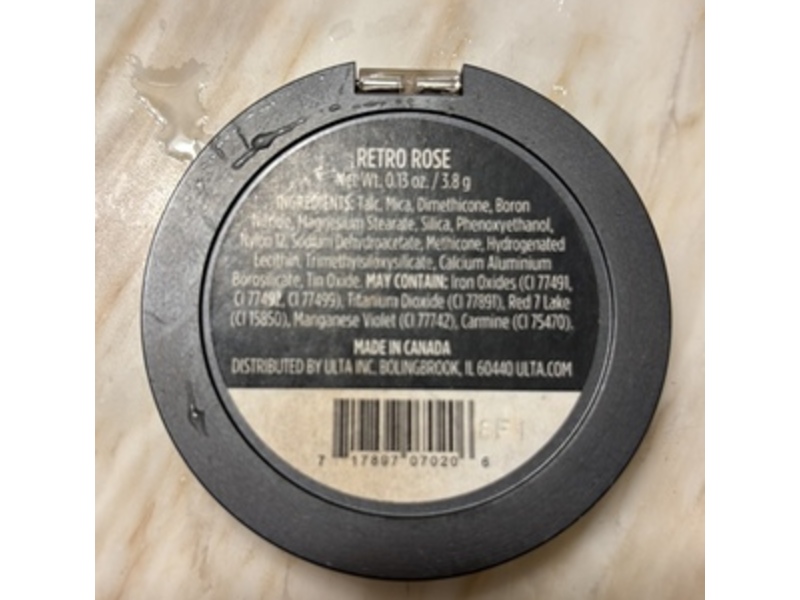 RETRO ROSE
Net Wt. 0.13 oz. / 3.8 g
INGREDIENTS: Talc, Mica, Dimethicone, Boron
Nitride, Magnesium Stearate, Silica, Phenoxyethanol,
Nylon 12, Sodium Dehydroacetate, Methicone, Hydrogenated
Lecithin, Trimethylsiloxysilicate, Calcium Aluminium
Borosilicate, Tin Oxide. MAY CONTAIN: Iron Oxides (CI 77491,
CI 77492, CI 77499), Titanium Dioxide (CI 77891), Red 7 Lake
(CI 15850), Manganese Violet (CI 77742), Carmine (CI 75470).
MADE IN CANADA
DISTRIBUTED BY ULTA INC. BOLINGBROOK, IL 60440 ULTA.COM
7 17897 07020 6